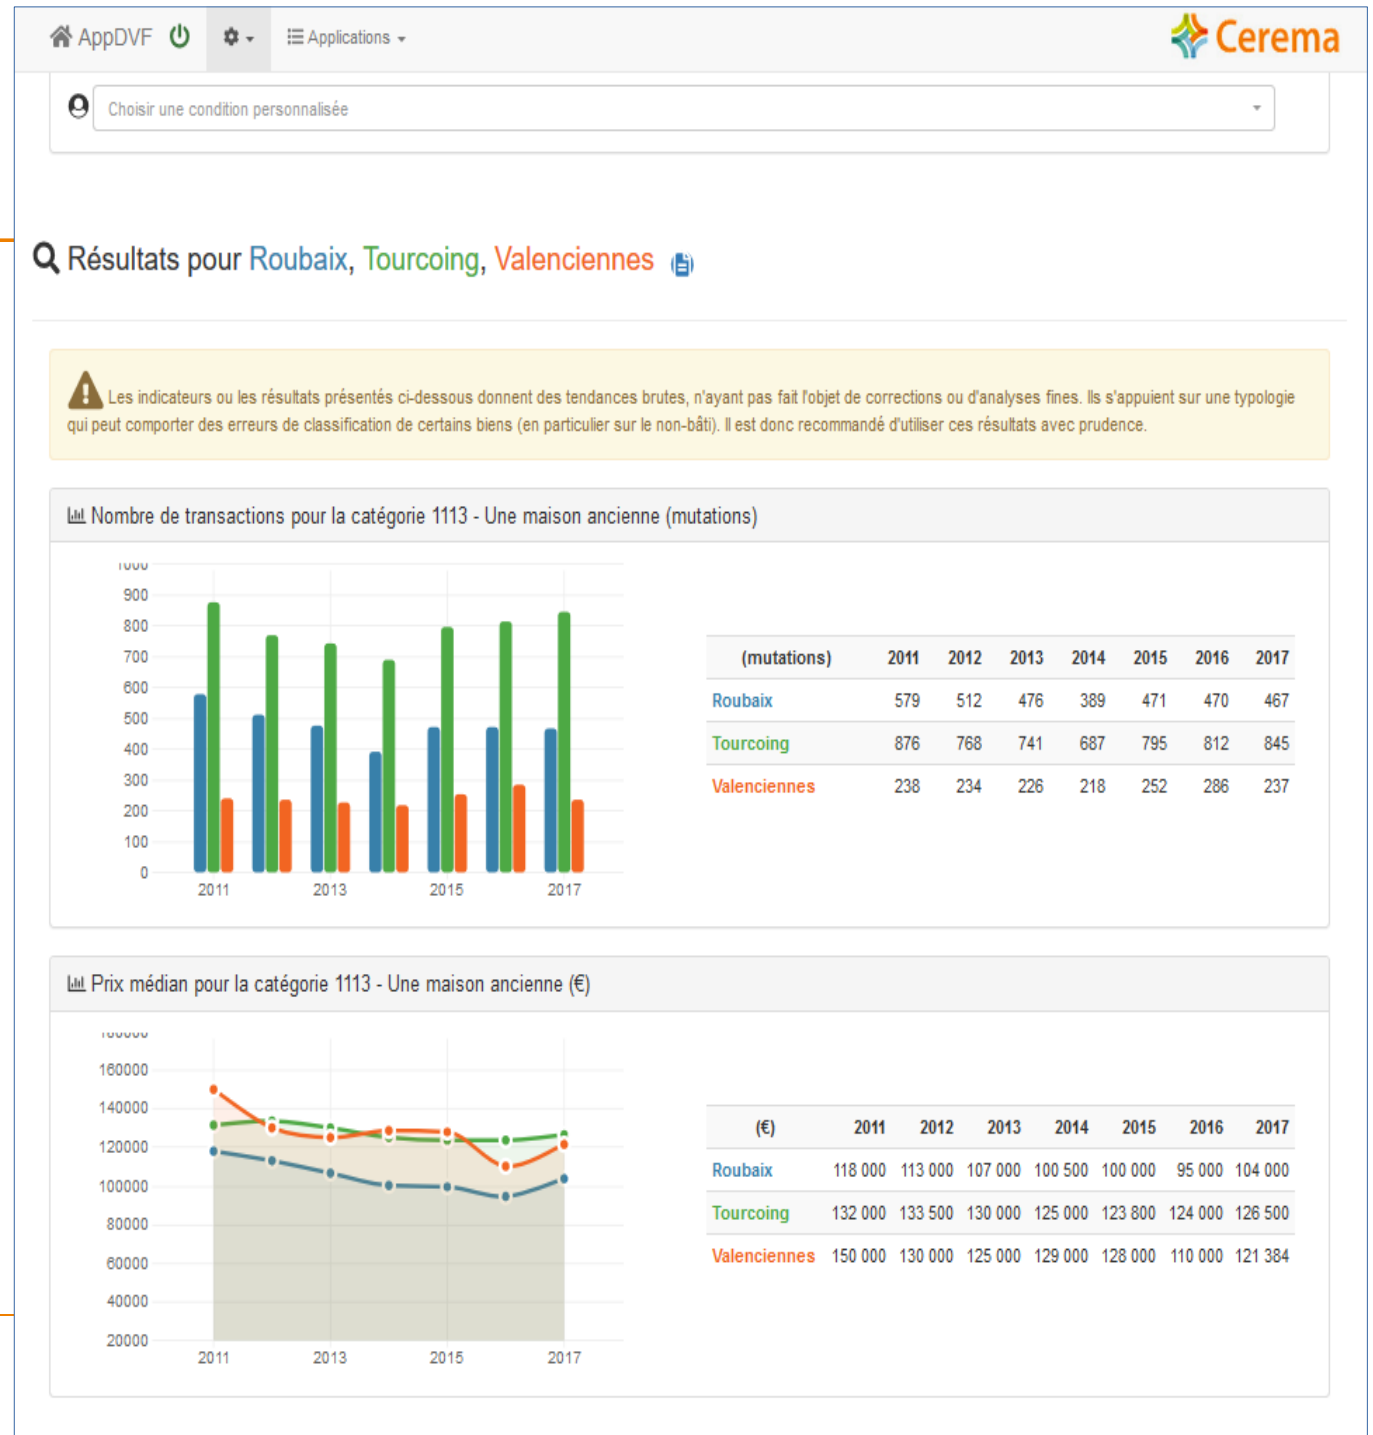 AppDVF Applications Cerema
Choisir une condition personnalisée
Résultats pour Roubaix, Tourcoing, Valenciennes
Les indicateurs ou les résultats présentés ci-dessous donnent des tendances brutes, n'ayant pas fait l'objet de corrections ou d'analyses fines. Ils s'appuient sur une typologie
qui peut comporter des erreurs de classification de certains biens (en particulier sur le non-bâti). Il est donc recommandé d'utiliser ces résultats avec prudence.
Nombre de transactions pour la catégorie 1113 - Une maison ancienne (mutations)
1000
900
800
700
600
500
400
300
200
100
0
2011 2013 2015 2017
(mutations) 2011 2012 2013 2014 2015 2016 2017
Roubaix 579 512 476 389 471 470 467
Tourcoing 876 768 741 687 795 812 845
Valenciennes 238 234 226 218 252 286 237
Prix médian pour la catégorie 1113 - Une maison ancienne (€)
180000
160000
140000
120000
100000
80000
60000
40000
20000
2011 2013 2015 2017
(€) 2011 2012 2013 2014 2015 2016 2017
Roubaix 118 000 113 000 107 000 100 500 100 000 95 000 104 000
Tourcoing 132 000 133 500 130 000 125 000 123 800 124 000 126 500
Valenciennes 150 000 130 000 125 000 129 000 128 000 110 000 121 384